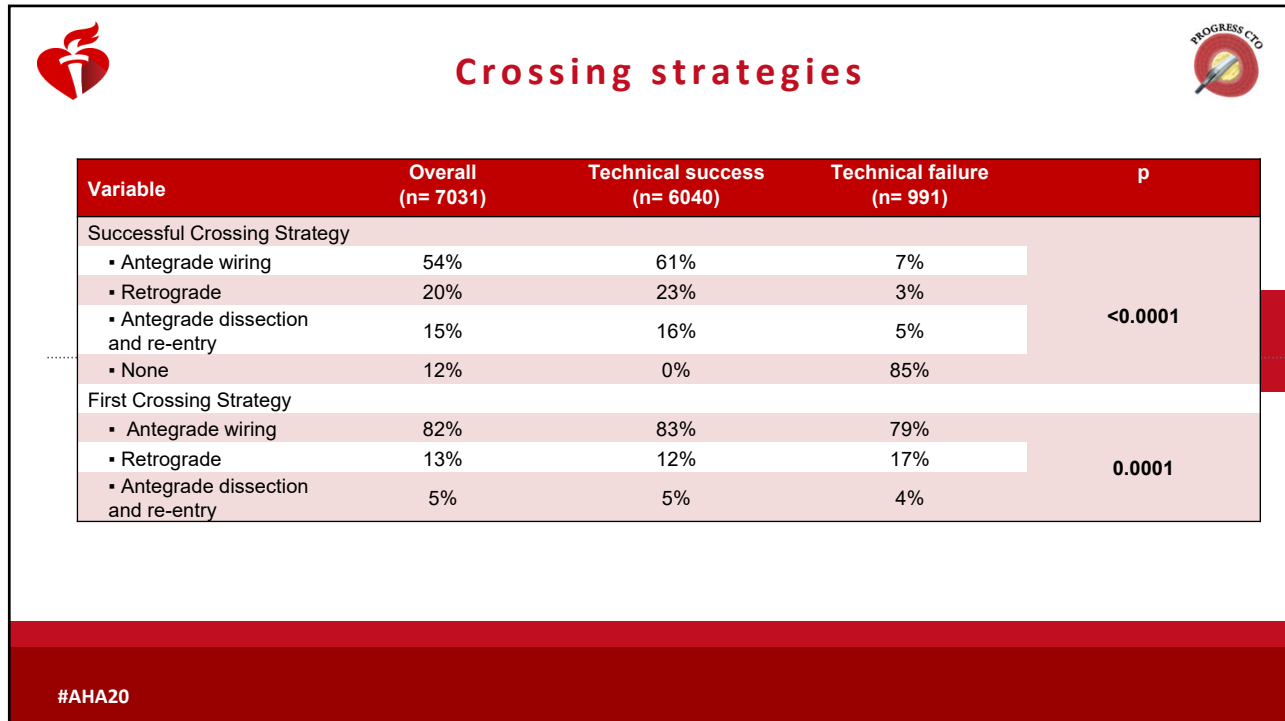 PROGRESS CTO
Crossing strategies
Variable Overall (n= 7031) Technical success (n= 6040) Technical failure (n= 991) p
Successful Crossing Strategy
▪ Antegrade wiring 54% 61% 7%
▪ Retrograde 20% 23% 3%
▪ Antegrade dissection and re-entry 15% 16% 5%
▪ None 12% 0% 85%
<0.0001
First Crossing Strategy
▪ Antegrade wiring 82% 83% 79%
▪ Retrograde 13% 12% 17%
▪ Antegrade dissection and re-entry 5% 5% 4%
0.0001
#AHA20